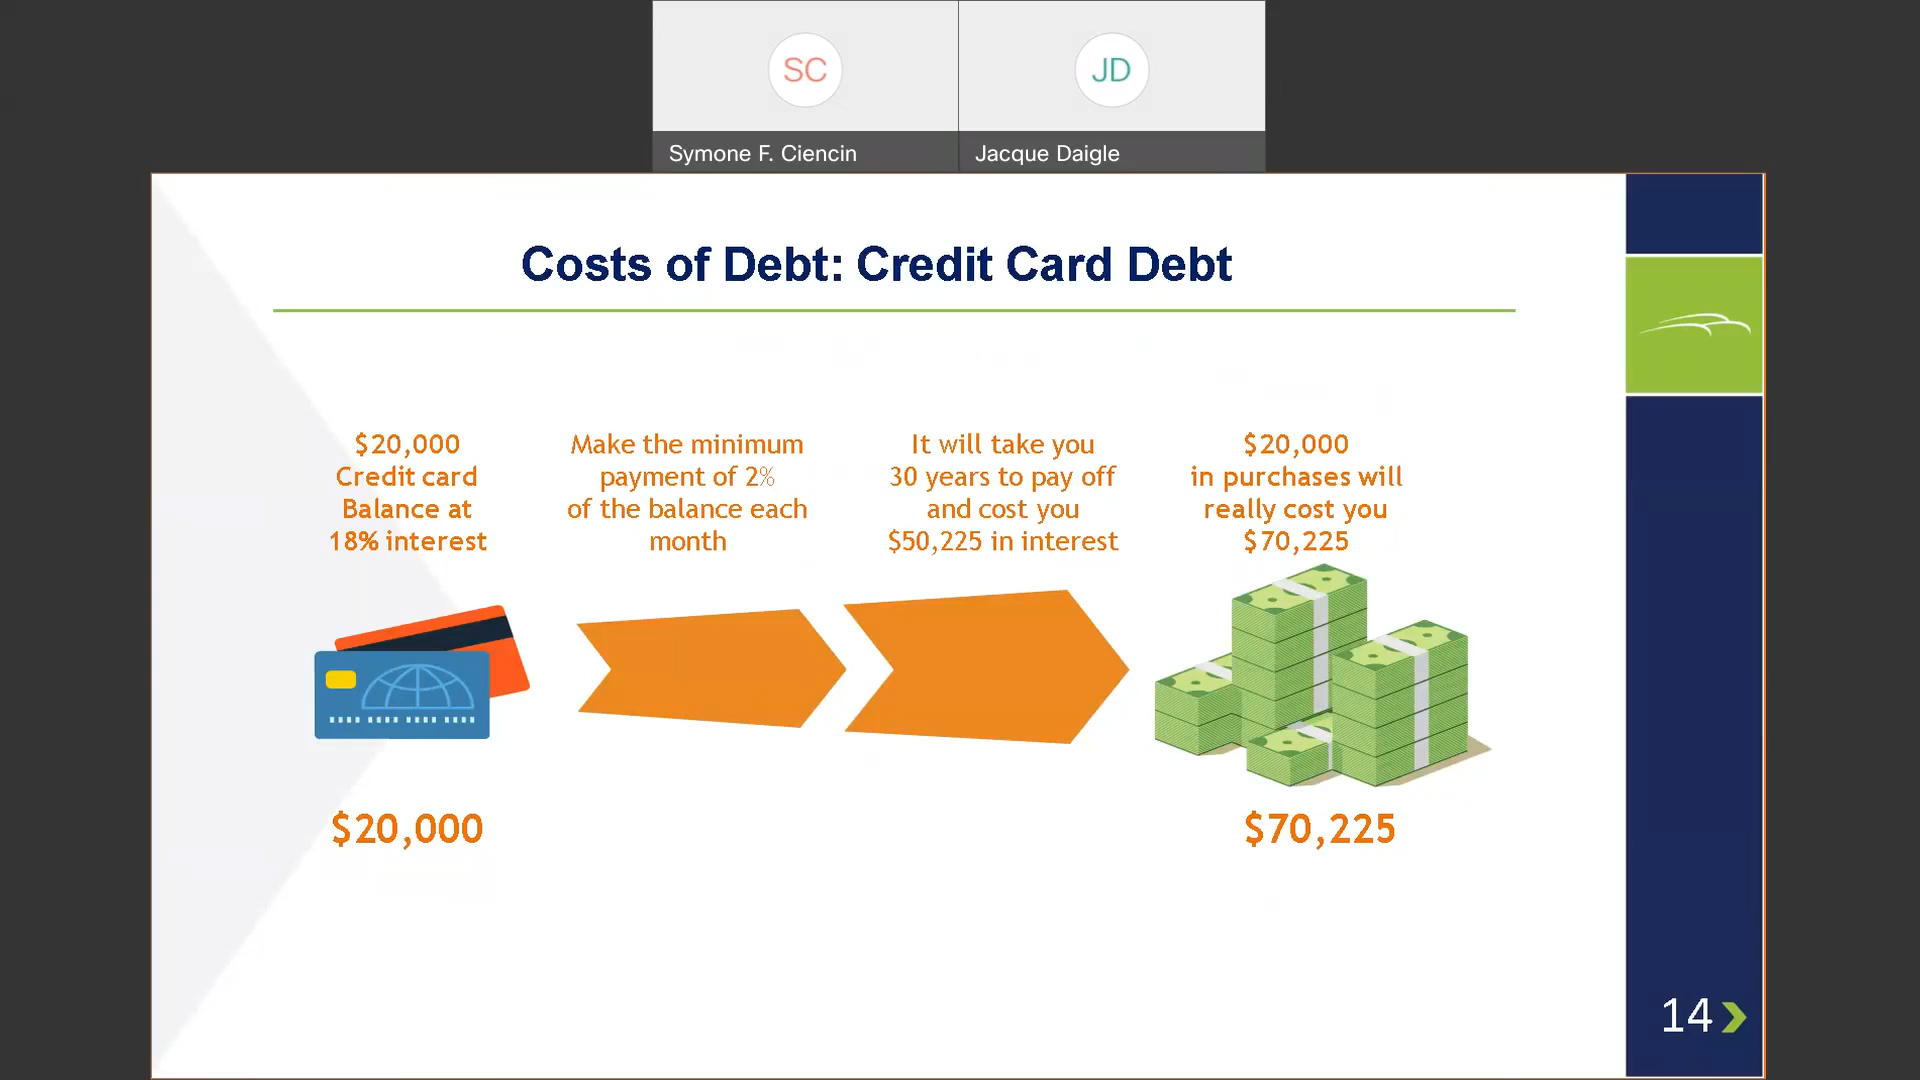 SC
JD
Symone F. Ciencin
Jacque Daigle
Costs of Debt: Credit Card Debt
$20,000
Credit card
Balance at
18% interest
Make the minimum
payment of 2%
of the balance each
month
It will take you
30 years to pay off
and cost you
$50,225 in interest
$20,000
in purchases will
really cost you
$70,225
$20,000
$70,225
14